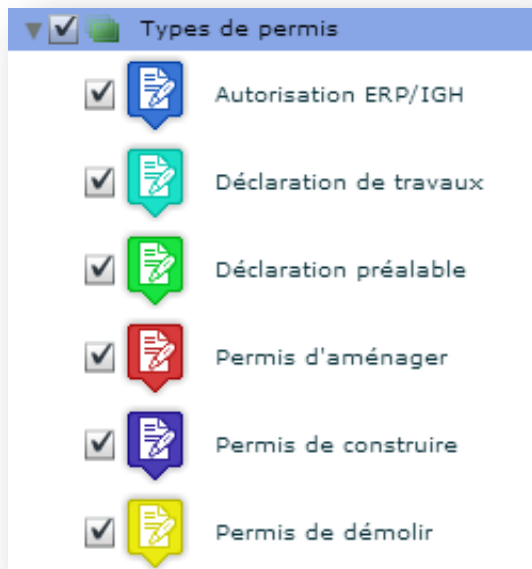 Types de permis
Autorisation ERP/IGH
Déclaration de travaux
Déclaration préalable
Permis d'aménager
Permis de construire
Permis de démolir